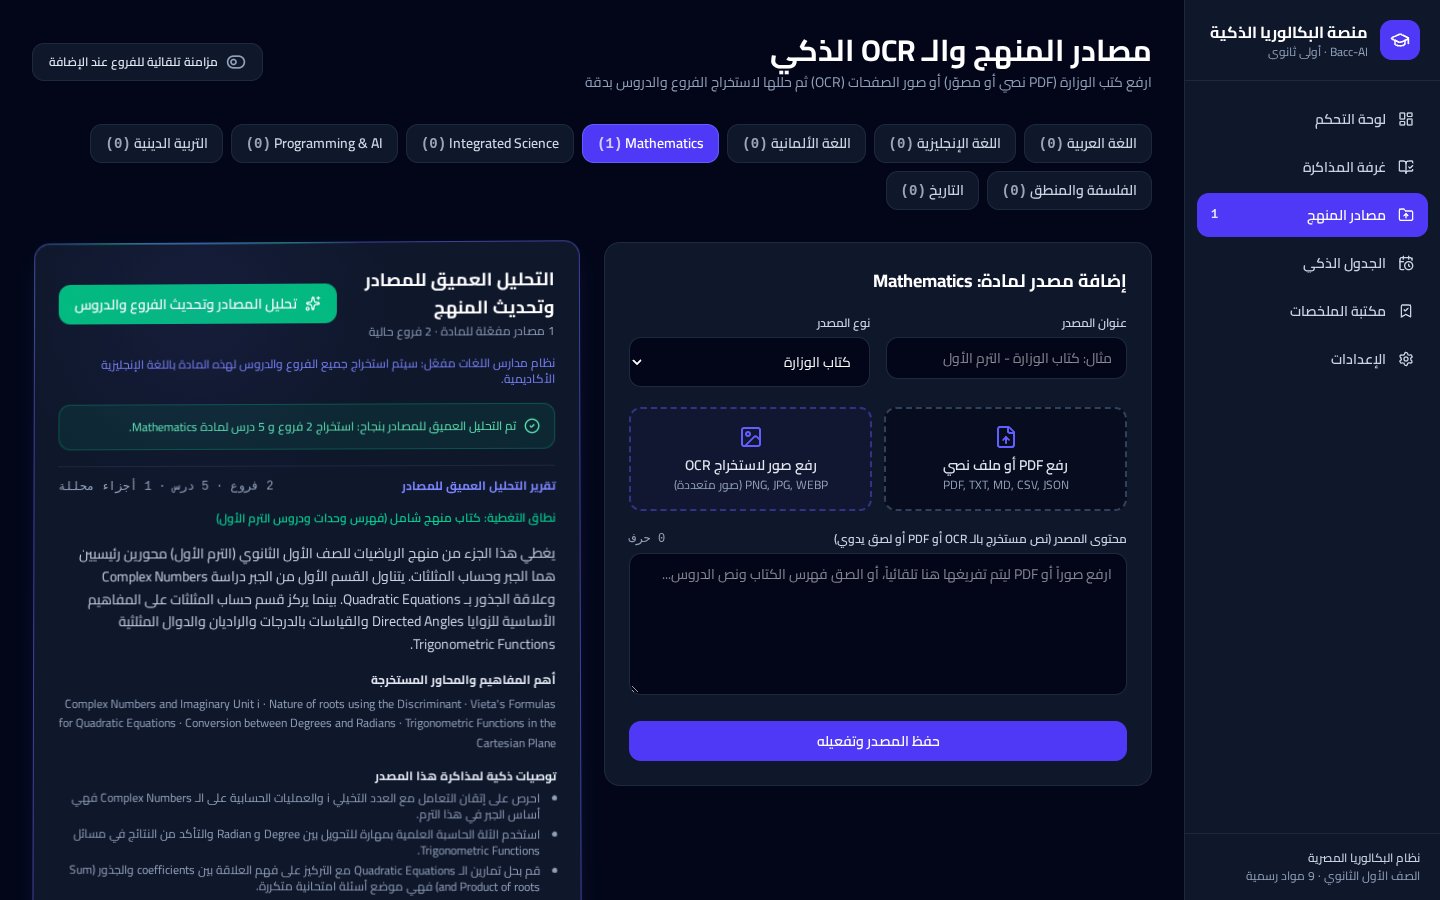 منصة البكالوريا الذكية
Bacc-AI · أولى ثانوي
لوحة التحكم
غرفة المذاكرة
مصادر المنهج 1
الجدول الذكي
مكتبة الملخصات
الإعدادات
نظام البكالوريا المصرية
الصف الأول الثانوي · 9 مواد رسمية
مصادر المنهج والـ OCR الذكي
ارفع كتب الوزارة (PDF نصي أو مصوّر) أو صور الصفحات (OCR) ثم حللها لاستخراج الفروع والدروس بدقة
مزامنة تلقائية للفروع عند الإضافة
اللغة العربية (0)
اللغة الإنجليزية (0)
اللغة الألمانية (0)
Mathematics (1)
Integrated Science (0)
Programming & AI (0)
التربية الدينية (0)
الفلسفة والمنطق (0)
التاريخ (0)
إضافة مصدر لمادة: Mathematics
عنوان المصدر
مثال: كتاب الوزارة - الترم الأول
نوع المصدر
كتاب الوزارة
رفع PDF أو ملف نصي
PDF, TXT, MD, CSV, JSON
رفع صور لاستخراج OCR
PNG, JPG, WEBP (صور متعددة)
محتوى المصدر (نص مستخرج بالـ OCR أو PDF أو لصق يدوي)
0 حرف
ارفع صوراً أو PDF ليتم تفريغها هنا تلقائياً، أو الصق فهرس الكتاب ونص الدروس...
حفظ المصدر وتفعيله
التحليل العميق للمصادر
وتحديث المنهج
1 مصادر مفعّلة للمادة · 2 فروع حالية
تحليل المصادر وتحديث الفروع والدروس
نظام مدارس اللغات مفعّل: سيتم استخراج جميع الفروع والدروس لهذه المادة باللغة الإنجليزية
الأكاديمية.
تم التحليل العميق للمصادر بنجاح: استخراج 2 فروع و 5 درس لمادة Mathematics.
تقرير التحليل العميق للمصادر
2 فروع · 5 درس · 1 أجزاء محللة
نطاق التغطية: كتاب منهج شامل (فهرس وحدات ودروس الترم الأول)
يغطي هذا الجزء من منهج الرياضيات للصف الأول الثانوي (الترم الأول) محورين رئيسيين
هما الجبر وحساب المثلثات. يتناول القسم الأول من الجبر دراسة Complex Numbers
وعلاقة الجذور بـ Quadratic Equations. بينما يركز قسم حساب المثلثات على المفاهيم
الأساسية للزوايا Directed Angles والقياسات بالدرجات والراديان والدوال المثلثية
Trigonometric Functions.
أهم المفاهيم والمحاور المستخرجة
Complex Numbers and Imaginary Unit i · Nature of roots using the Discriminant · Vieta's Formulas
for Quadratic Equations · Conversion between Degrees and Radians · Trigonometric Functions in the
Cartesian Plane
توصيات ذكية لمذاكرة هذا المصدر
احرص على إتقان التعامل مع العدد التخيلي i والعمليات الحسابية على الـ Complex Numbers فهي
أساس الجبر في هذا الترم.
استخدم الآلة الحاسبة العلمية بمهارة للتحويل بين Degree و Radian والتأكد من النتائج في مسائل
Trigonometric Functions.
قم بحل تمارين الـ Quadratic Equations مع التركيز على فهم العلاقة بين coefficients والجذور (Sum
and Product of roots) فهي موضع أسئلة امتحانية متكررة.